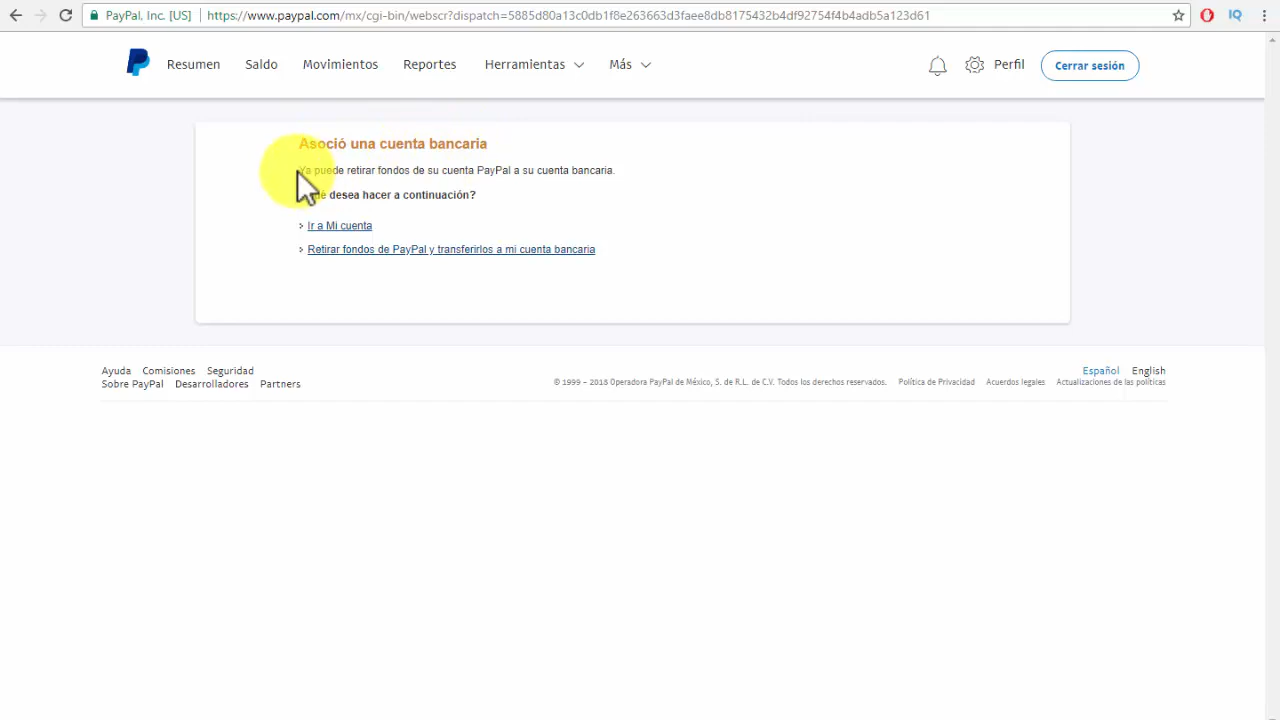 PayPal, Inc. [US] https://www.paypal.com/mx/cgi-bin/webscr?dispatch=5885d80a13c0db1f8e263663d3faee8db8175432b4df92754f4b4adb5a123d61
IQ
Resumen Saldo Movimientos Reportes Herramientas Más Perfil Cerrar sesión
Asoció una cuenta bancaria
Ya puede retirar fondos de su cuenta PayPal a su cuenta bancaria.
desea hacer a continuación?
Ir a Mi cuenta
Retirar fondos de PayPal y transferirlos a mi cuenta bancaria
Ayuda Comisiones Seguridad
Sobre PayPal Desarrolladores Partners
Español English
© 1999 – 2018 Operadora PayPal de México, S. de R.L. de C.V. Todos los derechos reservados. Política de Privacidad Acuerdos legales Actualizaciones de las políticas